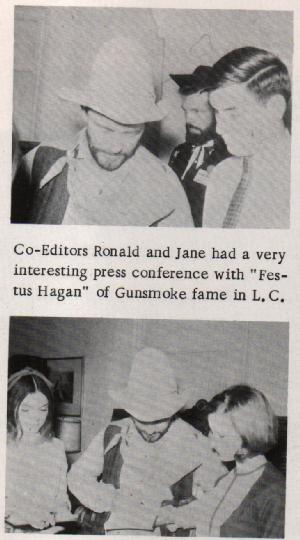 Co-Editors Ronald and Jane had a very
interesting press conference with "Fes-
tus Hagan" of Gunsmoke fame in L.C.